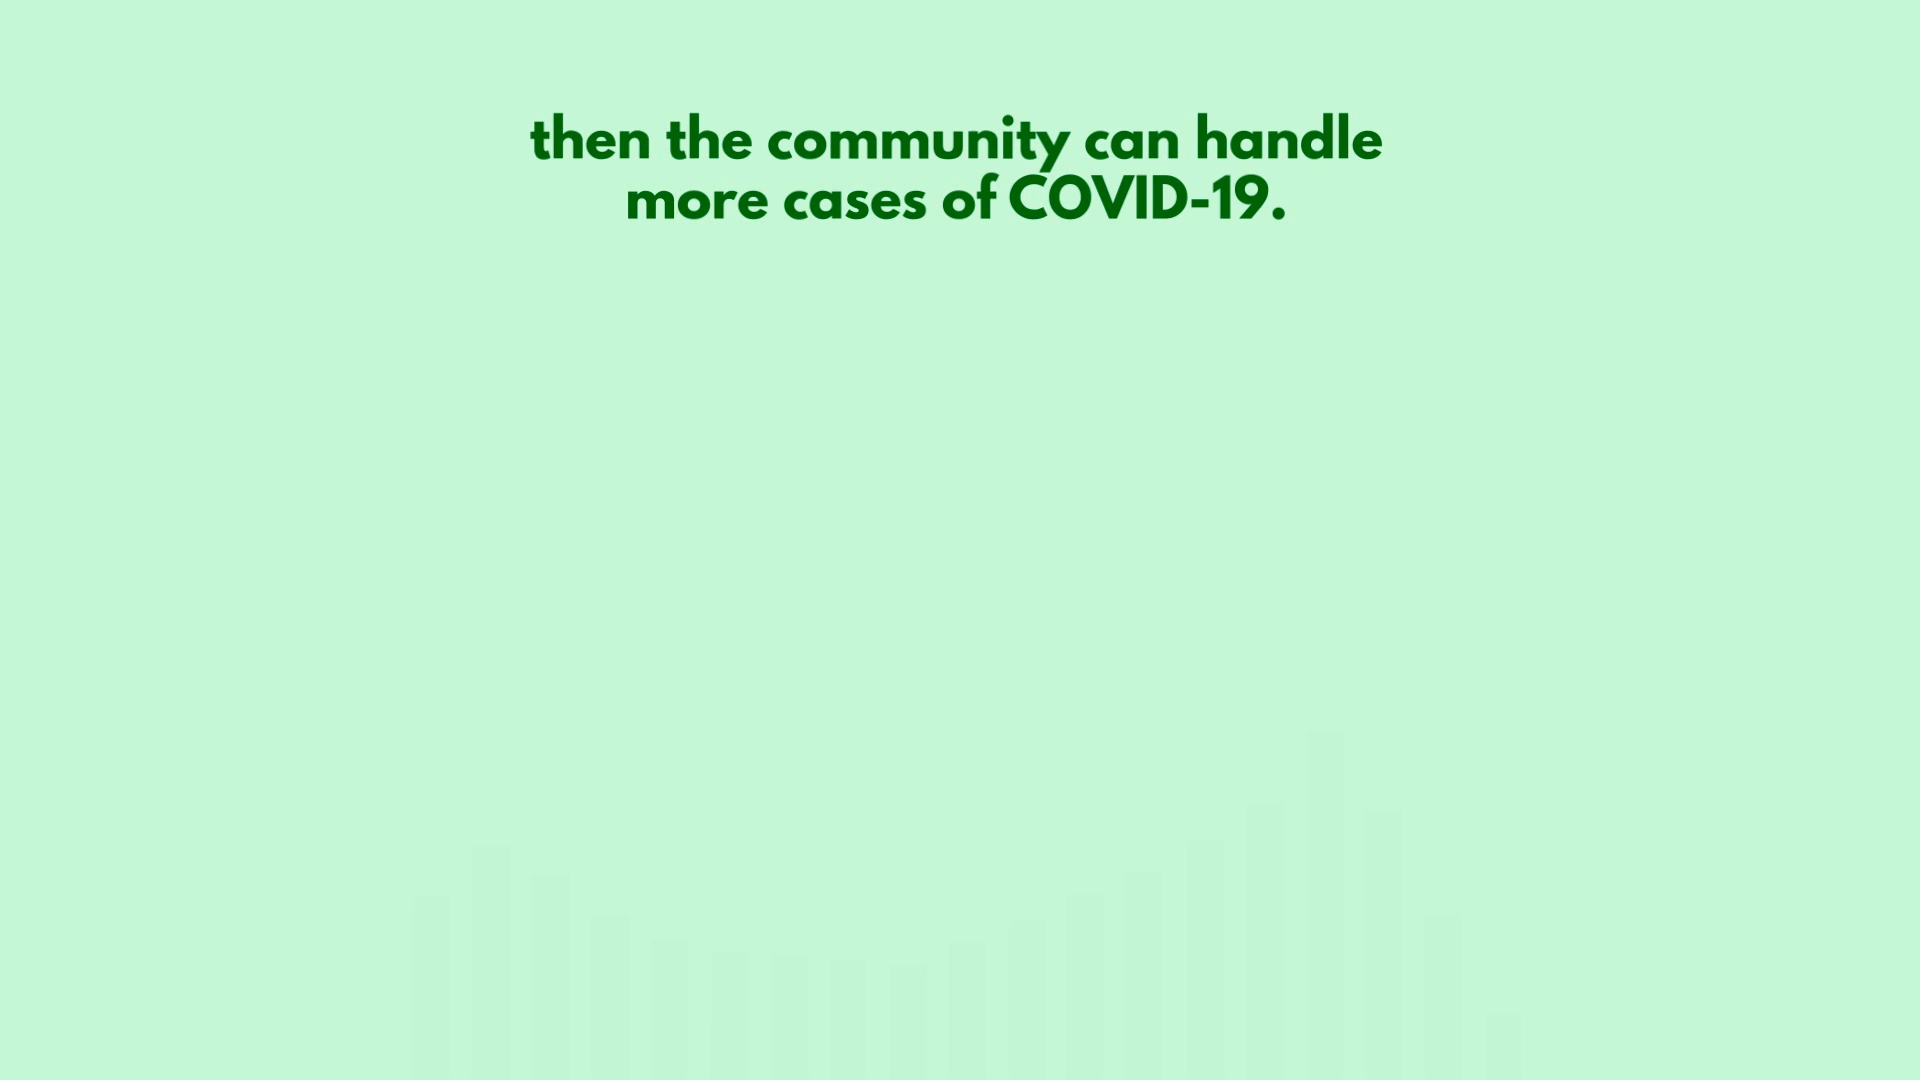 then the community can handle
more cases of COVID-19.